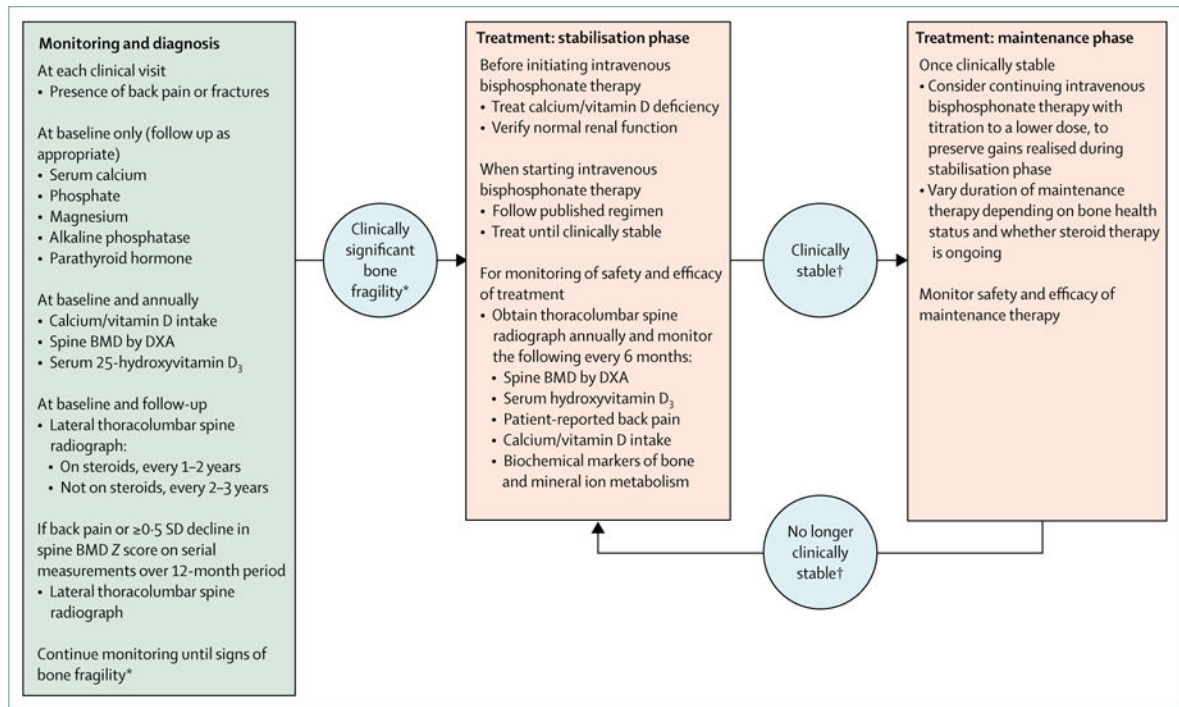 Monitoring and diagnosis
At each clinical visit
• Presence of back pain or fractures
At baseline only (follow up as
appropriate)
• Serum calcium
• Phosphate
• Magnesium
• Alkaline phosphatase
• Parathyroid hormone
At baseline and annually
• Calcium/vitamin D intake
• Spine BMD by DXA
• Serum 25-hydroxyvitamin D₃
At baseline and follow-up
• Lateral thoracolumbar spine
radiograph:
• On steroids, every 1–2 years
• Not on steroids, every 2–3 years
If back pain or ≥0·5 SD decline in
spine BMD Z score on serial
measurements over 12-month period
• Lateral thoracolumbar spine
radiograph
Continue monitoring until signs of
bone fragility*
Clinically
significant
bone
fragility*
Treatment: stabilisation phase
Before initiating intravenous
bisphosphonate therapy
• Treat calcium/vitamin D deficiency
• Verify normal renal function
When starting intravenous
bisphosphonate therapy
• Follow published regimen
• Treat until clinically stable
For monitoring of safety and efficacy
of treatment
• Obtain thoracolumbar spine
radiograph annually and monitor
the following every 6 months:
• Spine BMD by DXA
• Serum hydroxyvitamin D₃
• Patient-reported back pain
• Calcium/vitamin D intake
• Biochemical markers of bone
and mineral ion metabolism
Clinically
stable†
Treatment: maintenance phase
Once clinically stable
• Consider continuing intravenous
bisphosphonate therapy with
titration to a lower dose, to
preserve gains realised during
stabilisation phase
• Vary duration of maintenance
therapy depending on bone health
status and whether steroid therapy
is ongoing
Monitor safety and efficacy of
maintenance therapy
No longer
clinically
stable†